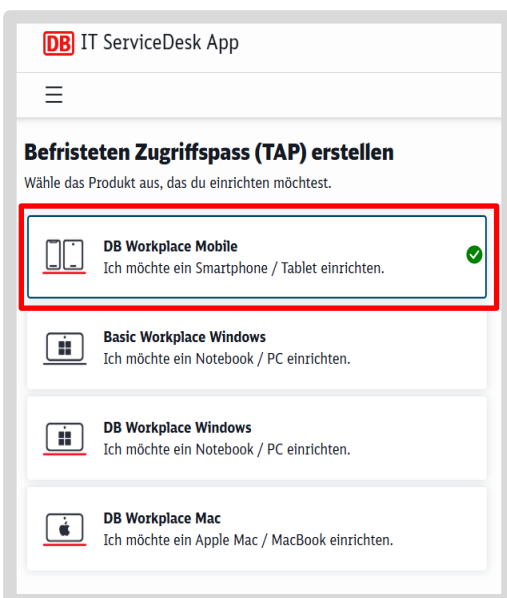 DB IT ServiceDesk App
Befristeten Zugriffspass (TAP) erstellen
Wähle das Produkt aus, das du einrichten möchtest.
DB Workplace Mobile
Ich möchte ein Smartphone / Tablet einrichten.
Basic Workplace Windows
Ich möchte ein Notebook / PC einrichten.
DB Workplace Windows
Ich möchte ein Notebook / PC einrichten.
DB Workplace Mac
Ich möchte ein Apple Mac / MacBook einrichten.